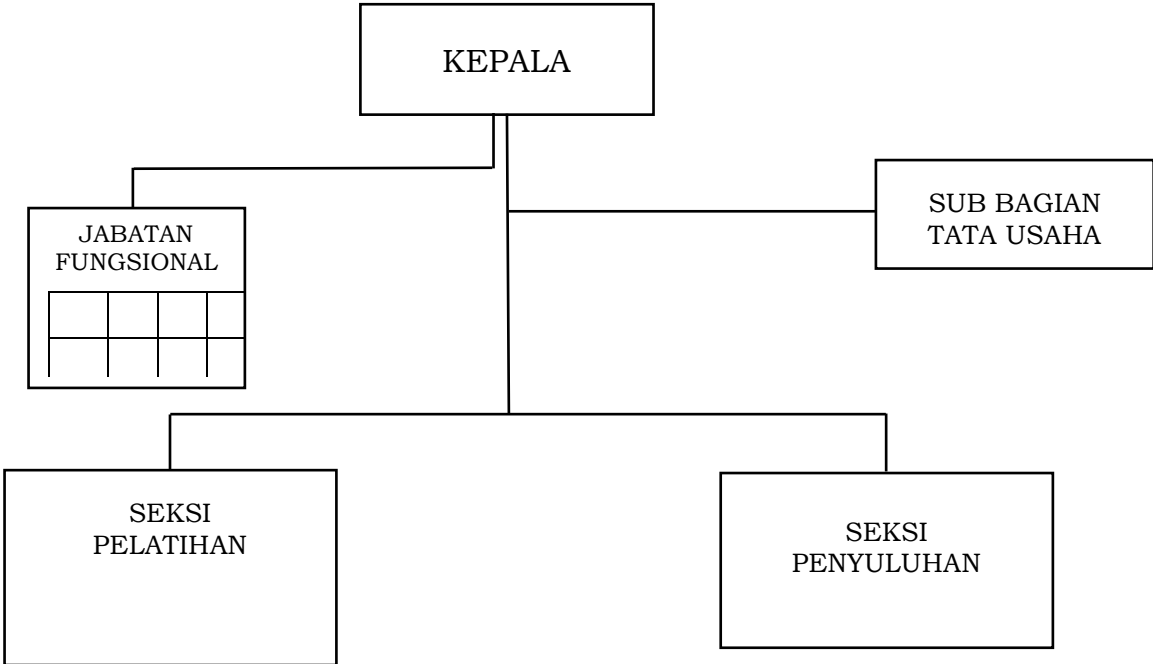 KEPALA
SUB BAGIAN
TATA USAHA
JABATAN
FUNGSIONAL
SEKSI
PELATIHAN
SEKSI
PENYULUHAN